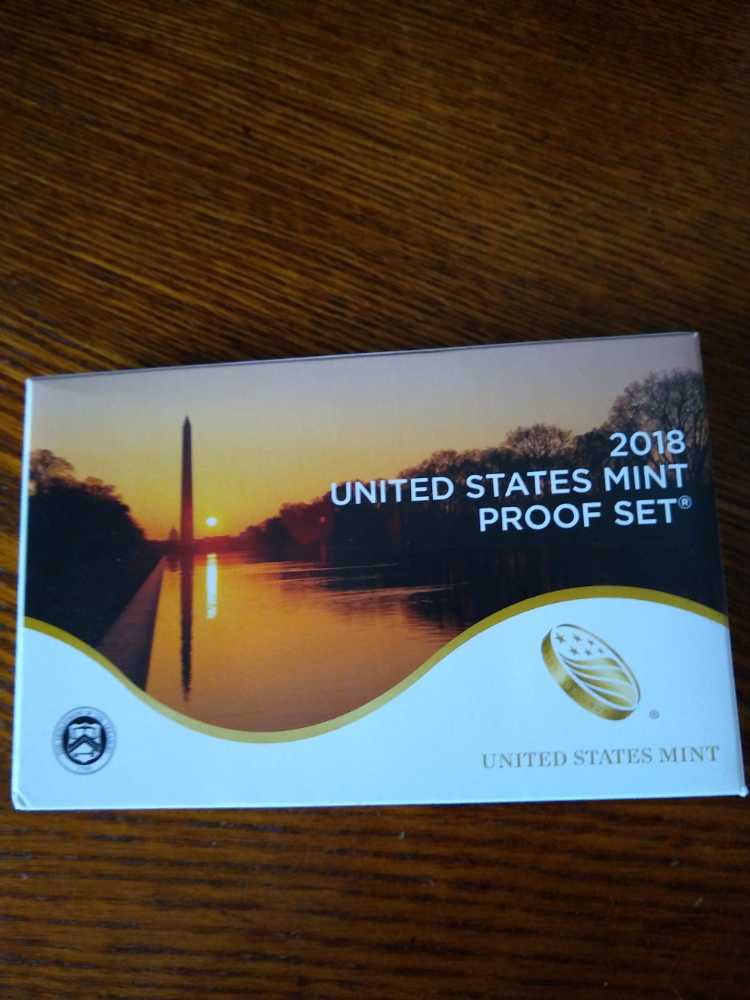 2018
UNITED STATES MINT
PROOF SET®
®
UNITED STATES MINT